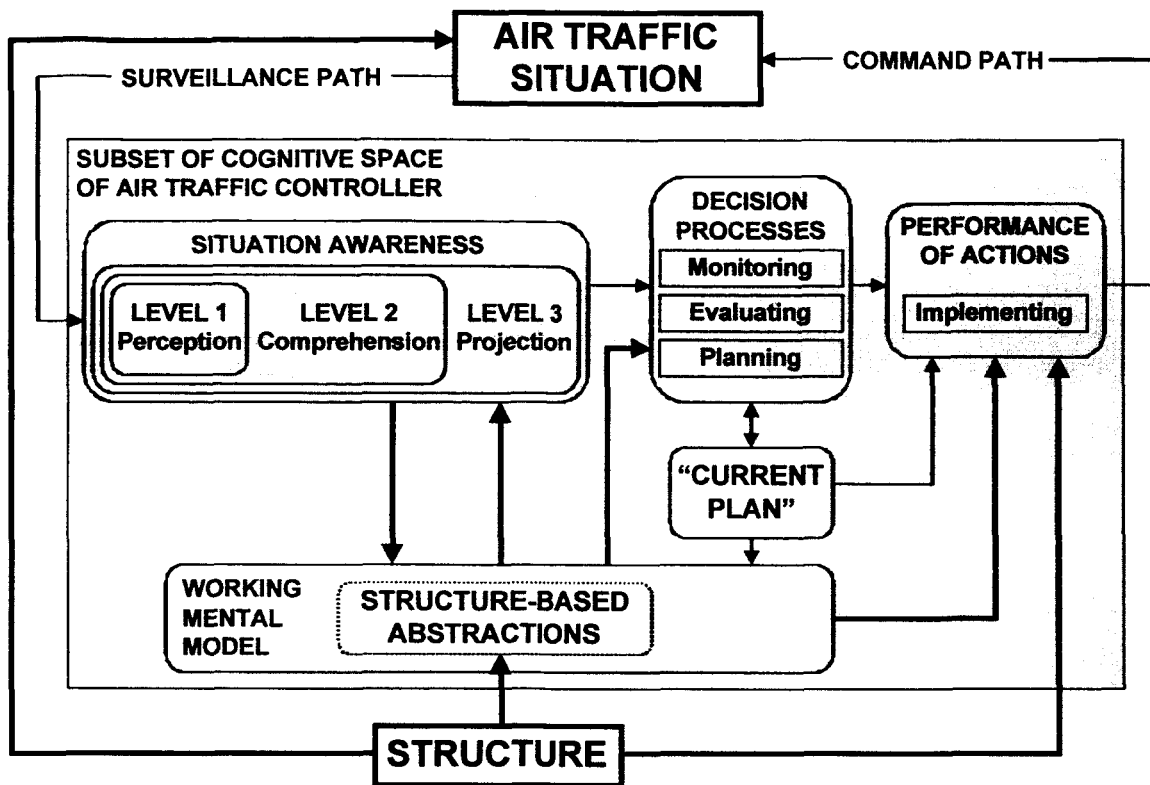 AIR TRAFFIC
SITUATION
SURVEILLANCE PATH
COMMAND PATH
SUBSET OF COGNITIVE SPACE
OF AIR TRAFFIC CONTROLLER
SITUATION AWARENESS
LEVEL 1
Perception
LEVEL 2
Comprehension
LEVEL 3
Projection
DECISION
PROCESSES
Monitoring
Evaluating
Planning
PERFORMANCE
OF ACTIONS
Implementing
“CURRENT
PLAN”
WORKING
MENTAL
MODEL
STRUCTURE-BASED
ABSTRACTIONS
STRUCTURE